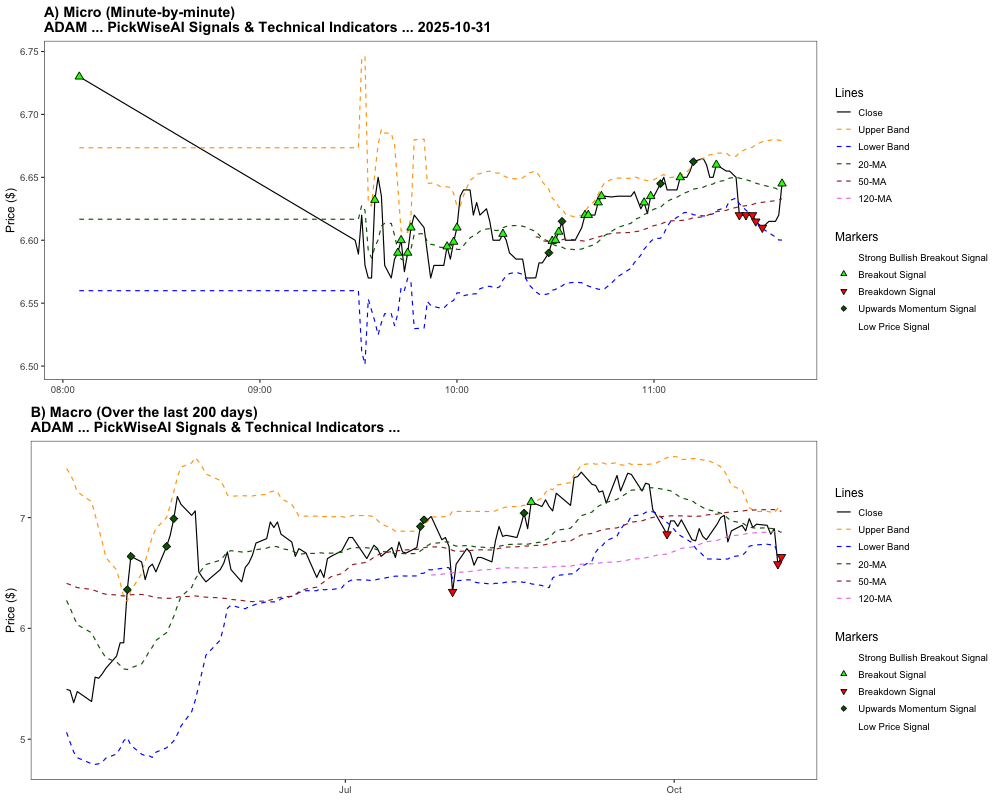 A) Micro (Minute-by-minute)
ADAM ... PickWiseAI Signals & Technical Indicators ... 2025-10-31
Price ($)
6.75
6.70
6.65
6.60
6.55
6.50
08:00 09:00 10:00 11:00
Lines
Close
Upper Band
Lower Band
20-MA
50-MA
120-MA
Markers
Strong Bullish Breakout Signal
Breakout Signal
Breakdown Signal
Upwards Momentum Signal
Low Price Signal
B) Macro (Over the last 200 days)
ADAM ... PickWiseAI Signals & Technical Indicators ...
Price ($)
7
6
5
Jul Oct
Lines
Close
Upper Band
Lower Band
20-MA
50-MA
120-MA
Markers
Strong Bullish Breakout Signal
Breakout Signal
Breakdown Signal
Upwards Momentum Signal
Low Price Signal